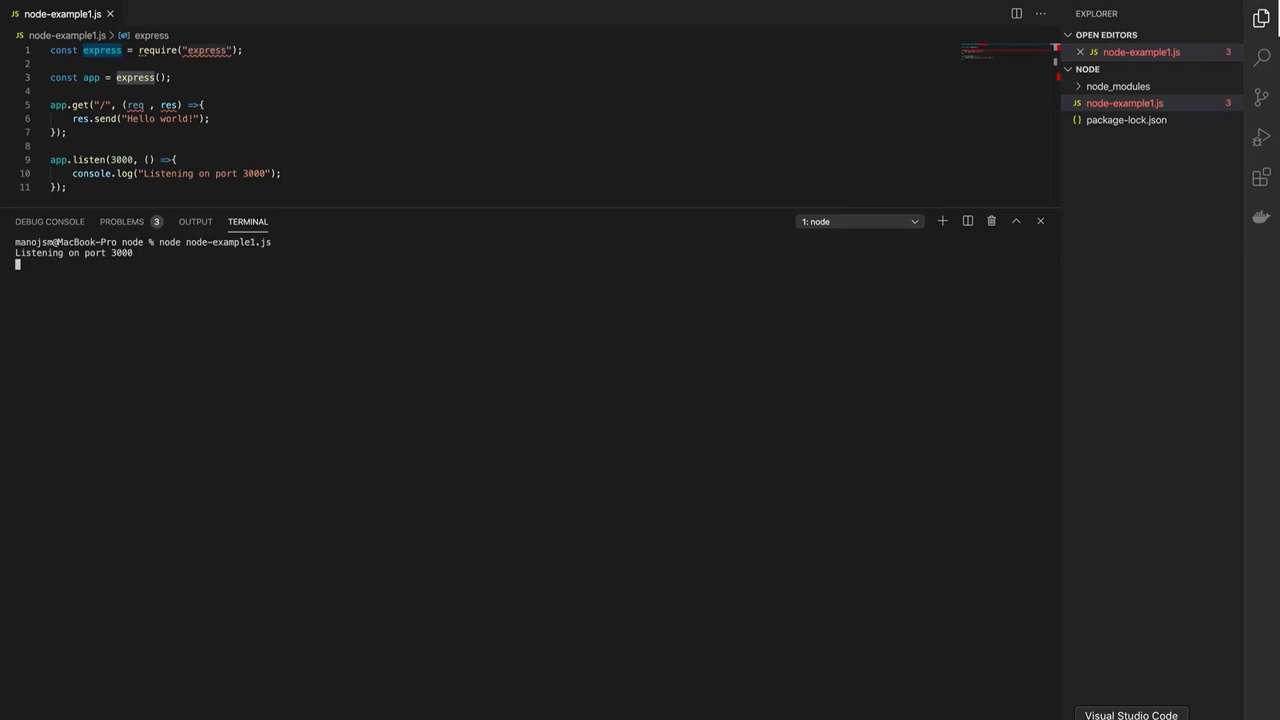 JS node-example1.js
JS node-example1.js > express
1 const express = require("express");
2
3 const app = express();
4
5 app.get("/", (req , res) =>{
6 res.send("Hello world!");
7 });
8
9 app.listen(3000, () =>{
10 console.log("Listening on port 3000");
11 });
DEBUG CONSOLE PROBLEMS 3 OUTPUT TERMINAL 1: node
manojsm@MacBook-Pro node % node node-example1.js
Listening on port 3000
EXPLORER
OPEN EDITORS
JS node-example1.js 3
NODE
node_modules
JS node-example1.js 3
{} package-lock.json
Visual Studio Code